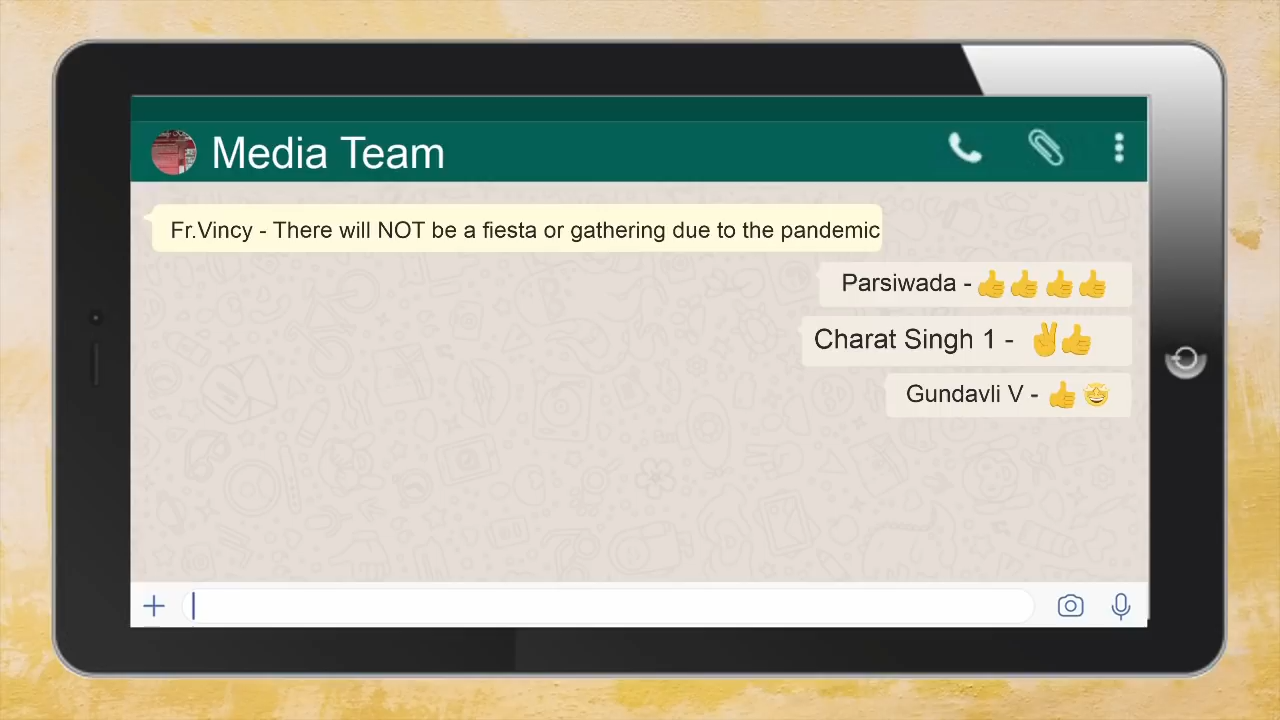 Media Team
Fr.Vincy - There will NOT be a fiesta or gathering due to the pandemic
Parsiwada - 👍👍👍👍
Charat Singh 1 - ✌👍
Gundavli V - 👍🤩